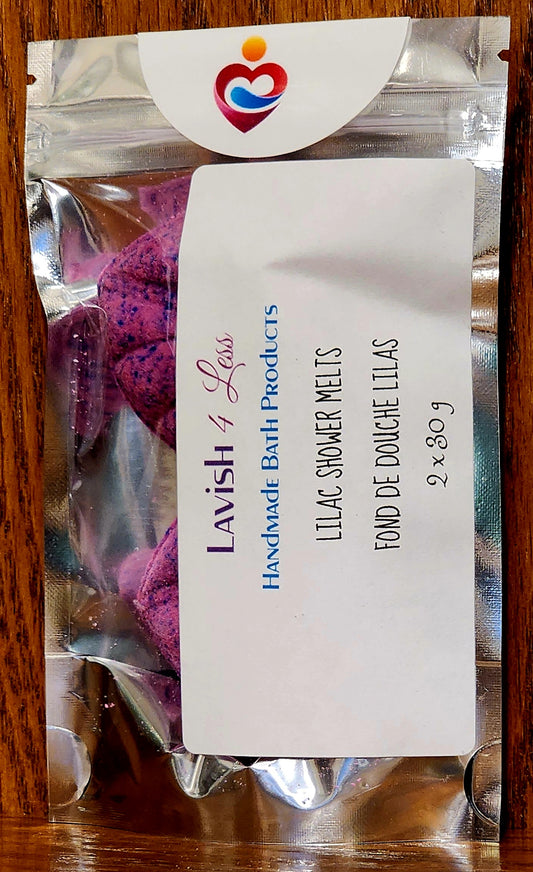 Lavish 4 Less
Handmade Bath Products
LILAC SHOWER MELTS
FOND DE DOUCHE LILAS
2 x 30 g